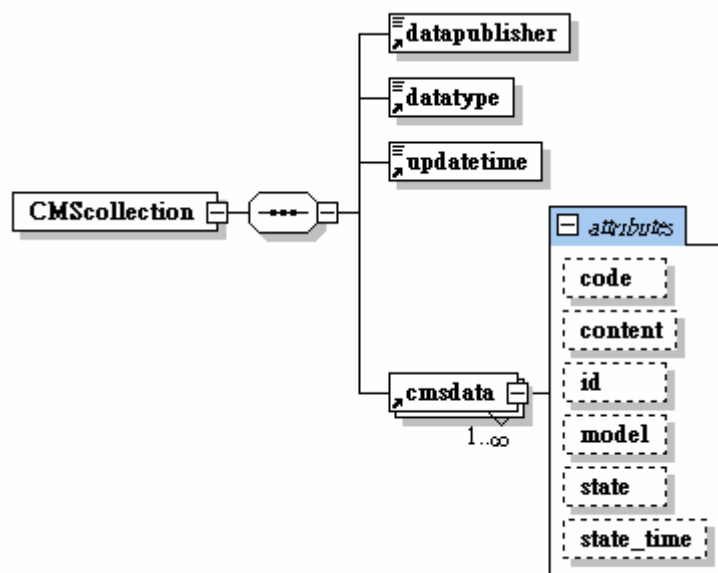 datapublisher
datatype
updatetime
CMScollection
attributes
code
content
id
cmsdata
1..∞
model
state
state_time